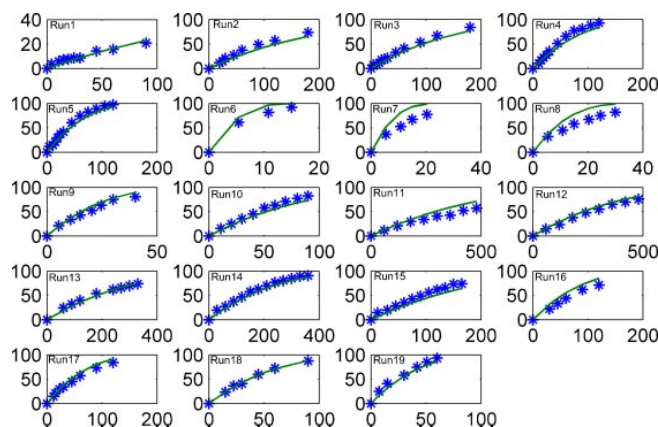 40 Run1 100 Run2 100 Run3 100 Run4
20 50 50 50
0 0 0 0
0 50 100 0 100 200 0 100 200 0 100 200
100 Run5 100 Run6 100 Run7 100 Run8
50 50 50 50
0 0 0 0
0 100 200 0 10 20 0 20 40 0 20 40
100 Run9 100 Run10 100 Run11 100 Run12
50 50 50 50
0 0 0 0
0 50 0 50 100 0 500 0 500
100 Run13 100 Run14 100 Run15 100 Run16
50 50 50 50
0 0 0 0
0 200 400 0 200 400 0 100 200 0 100 200
100 Run17 100 Run18 100 Run19
50 50 50
0 0 0
0 100 200 0 50 100 0 50 100